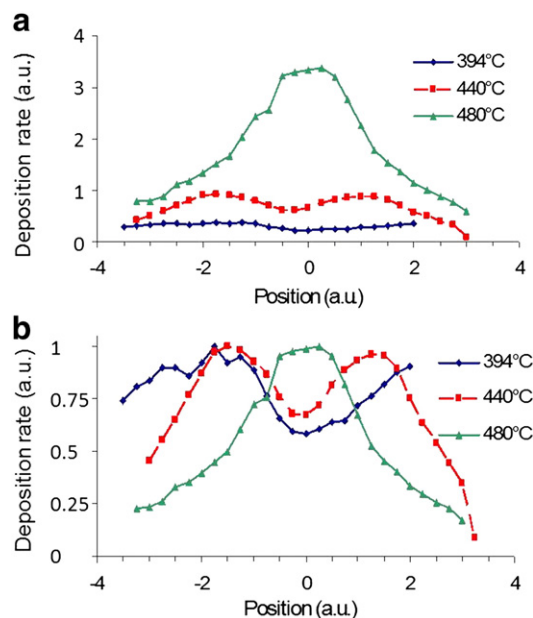 a
4
3
2
1
0
Deposition rate (a.u.)
394°C
440°C
480°C
-4
-2
0
2
4
Position (a.u.)
b
1
0.75
0.5
0.25
0
Deposition rate (a.u.)
394°C
440°C
480°C
-4
-2
0
2
4
Position (a.u.)